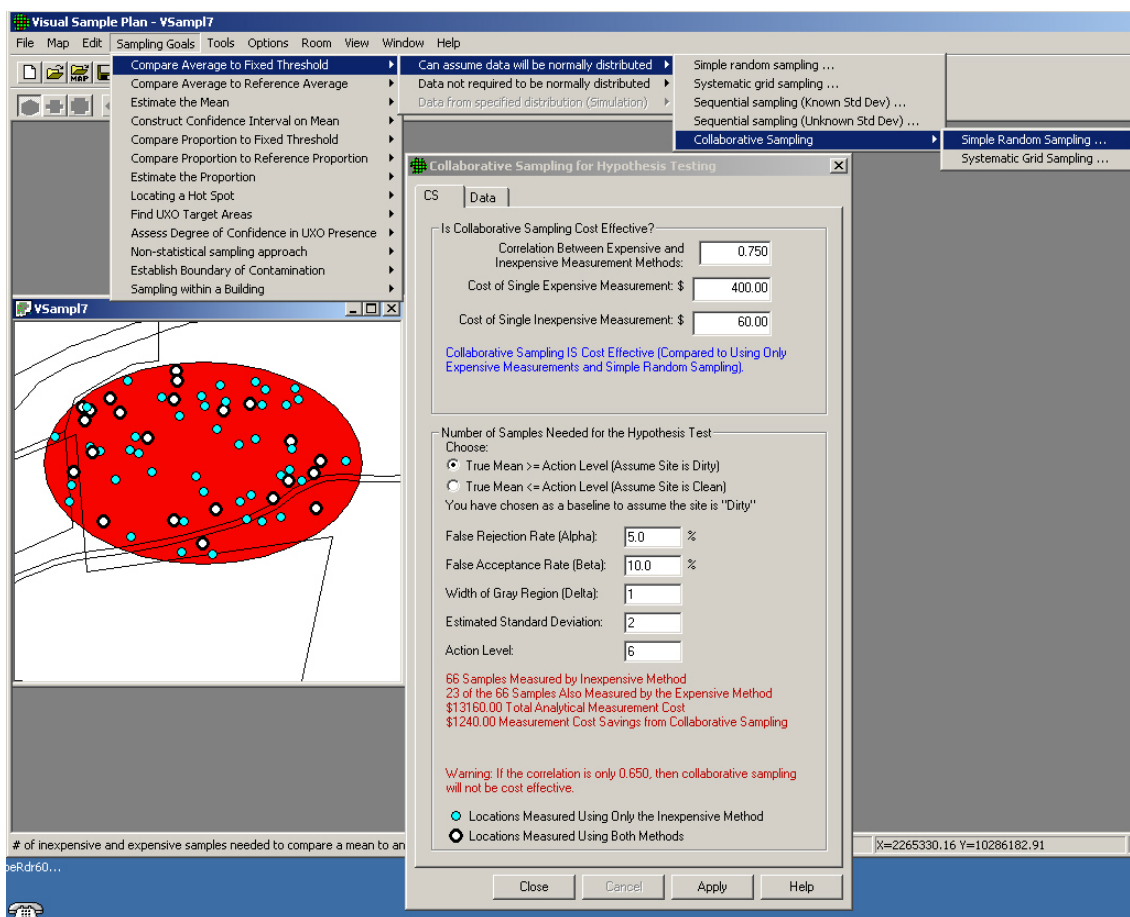 Visual Sample Plan - VSampl7
File Map Edit Sampling Goals Tools Options Room View Window Help
MAP
Compare Average to Fixed Threshold
Compare Average to Reference Average
Estimate the Mean
Construct Confidence Interval on Mean
Compare Proportion to Fixed Threshold
Compare Proportion to Reference Proportion
Estimate the Proportion
Locating a Hot Spot
Find UXO Target Areas
Assess Degree of Confidence in UXO Presence
Non-statistical sampling approach
Establish Boundary of Contamination
Sampling within a Building
Can assume data will be normally distributed
Data not required to be normally distributed
Data from specified distribution (Simulation)
Simple random sampling ...
Systematic grid sampling ...
Sequential sampling (Known Std Dev) ...
Sequential sampling (Unknown Std Dev) ...
Collaborative Sampling
Simple Random Sampling ...
Systematic Grid Sampling ...
VSampl7
Collaborative Sampling for Hypothesis Testing
CS Data
Is Collaborative Sampling Cost Effective?
Correlation Between Expensive and
Inexpensive Measurement Methods: 0.750
Cost of Single Expensive Measurement: $ 400.00
Cost of Single Inexpensive Measurement: $ 60.00
Collaborative Sampling IS Cost Effective (Compared to Using Only
Expensive Measurements and Simple Random Sampling).
Number of Samples Needed for the Hypothesis Test
Choose:
True Mean >= Action Level (Assume Site is Dirty)
True Mean <= Action Level (Assume Site is Clean)
You have chosen as a baseline to assume the site is "Dirty"
False Rejection Rate (Alpha): 5.0 %
False Acceptance Rate (Beta): 10.0 %
Width of Gray Region (Delta): 1
Estimated Standard Deviation: 2
Action Level: 6
66 Samples Measured by Inexpensive Method
23 of the 66 Samples Also Measured by the Expensive Method
$13160.00 Total Analytical Measurement Cost
$1240.00 Measurement Cost Savings from Collaborative Sampling
Warning: If the correlation is only 0.650, then collaborative sampling
will not be cost effective.
Locations Measured Using Only the Inexpensive Method
Locations Measured Using Both Methods
Close Cancel Apply Help
# of inexpensive and expensive samples needed to compare a mean to an
X=2265330.16 Y=10286182.91
beRdr60...